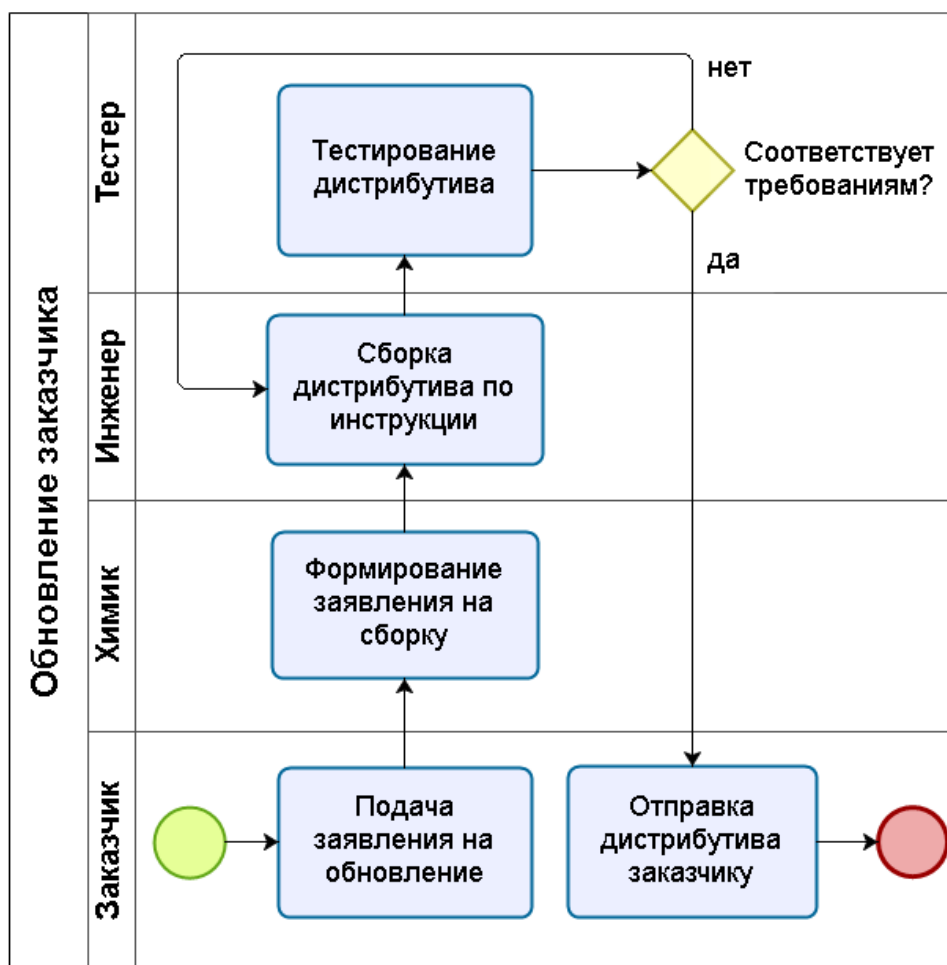 Обновление заказчика
Тестер
нет
Тестирование
дистрибутива
Соответствует
требованиям?
да
Инженер
Сборка
дистрибутива по
инструкции
Химик
Формирование
заявления на
сборку
Заказчик
Подача
заявления на
обновление
Отправка
дистрибутива
заказчику